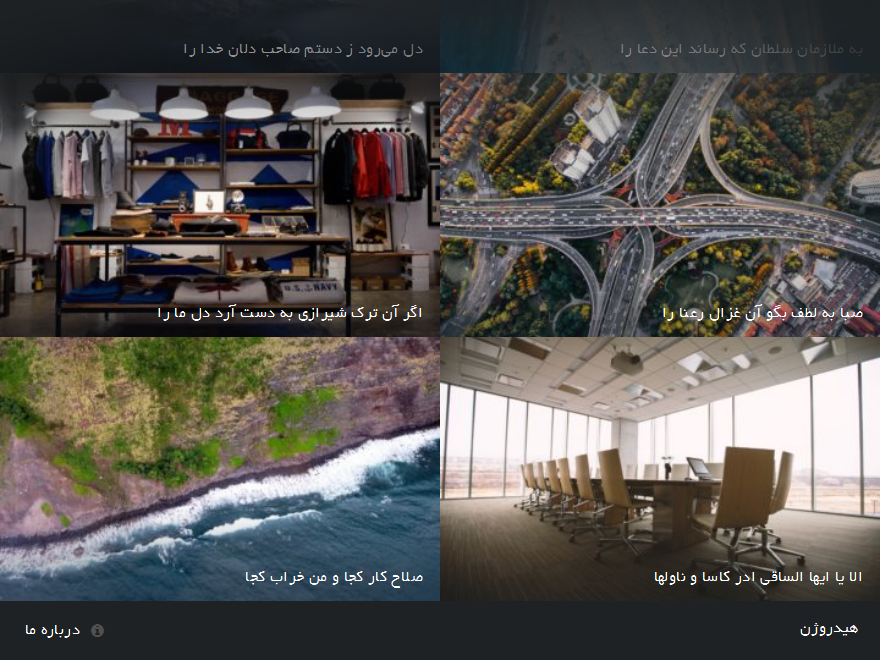 به ملازمان سلطان که رساند این دعا را
دل می‌رود ز دستم صاحب دلان خدا را
صبا به لطف بگو آن غزال رعنا را
اگر آن ترک شیرازی به دست آرد دل ما را
الا یا ایها الساقی ادر کاسا و ناولها
صلاح کار کجا و من خراب کجا
هیدروژن
درباره ما